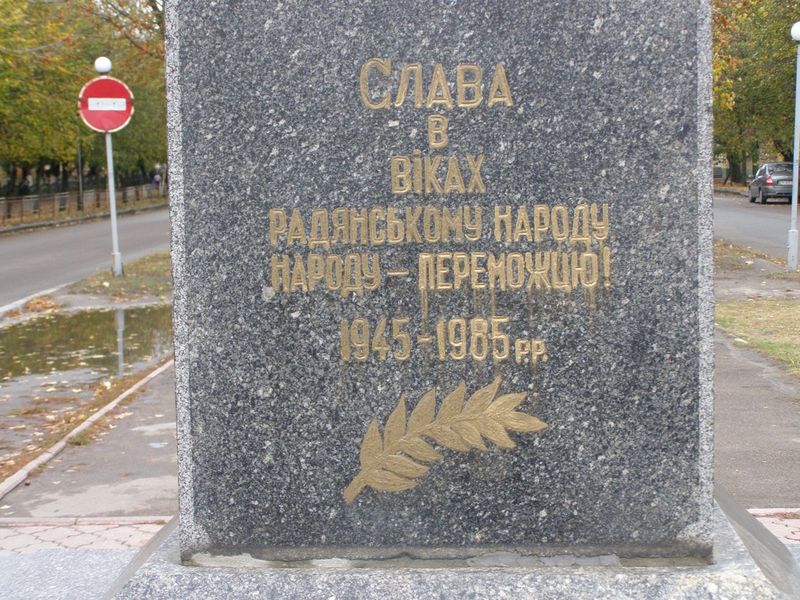 Слава
в
віках
радянському народу
народу – переможцю!
1945-1985 р.р.